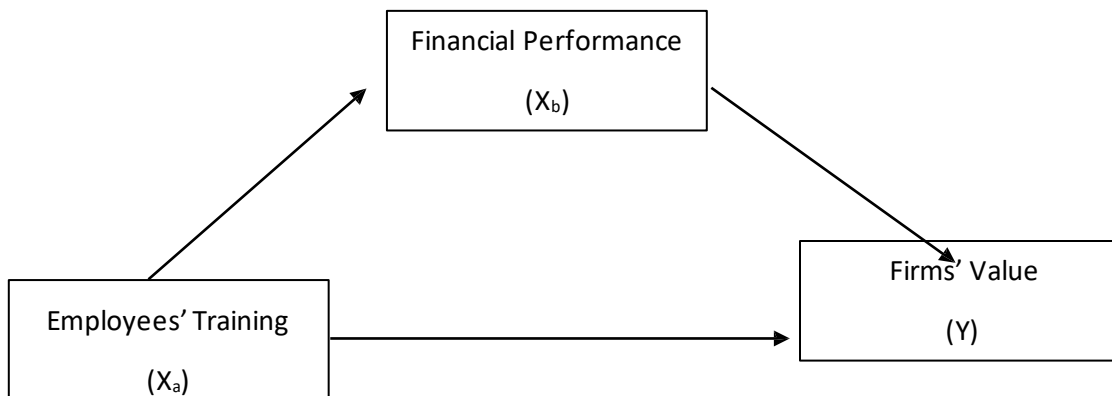 Financial Performance
(Xb)
Firms’ Value
(Y)
Employees’ Training
(Xa)